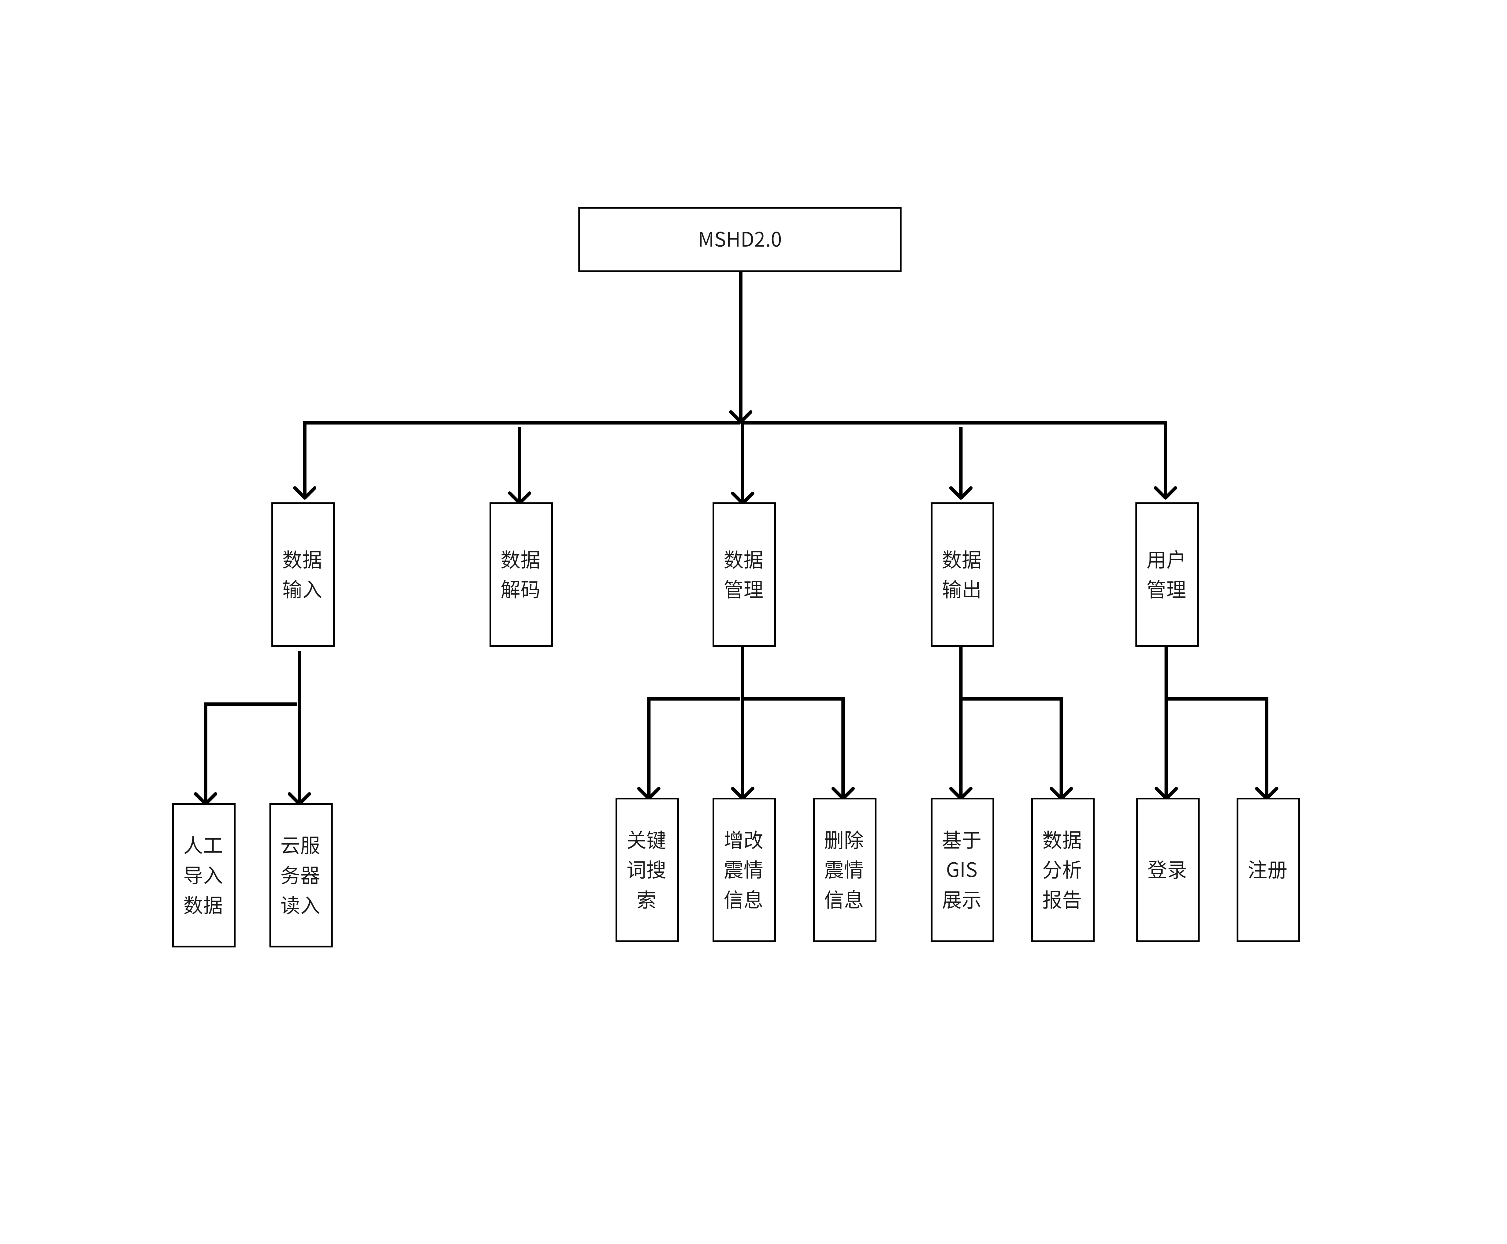 MSHD2.0
数据
输入
数据
解码
数据
管理
数据
输出
用户
管理
人工
导入
数据
云服
务器
读入
关键
词搜
索
增改
震情
信息
删除
震情
信息
基于
GIS
展示
数据
分析
报告
登录
注册